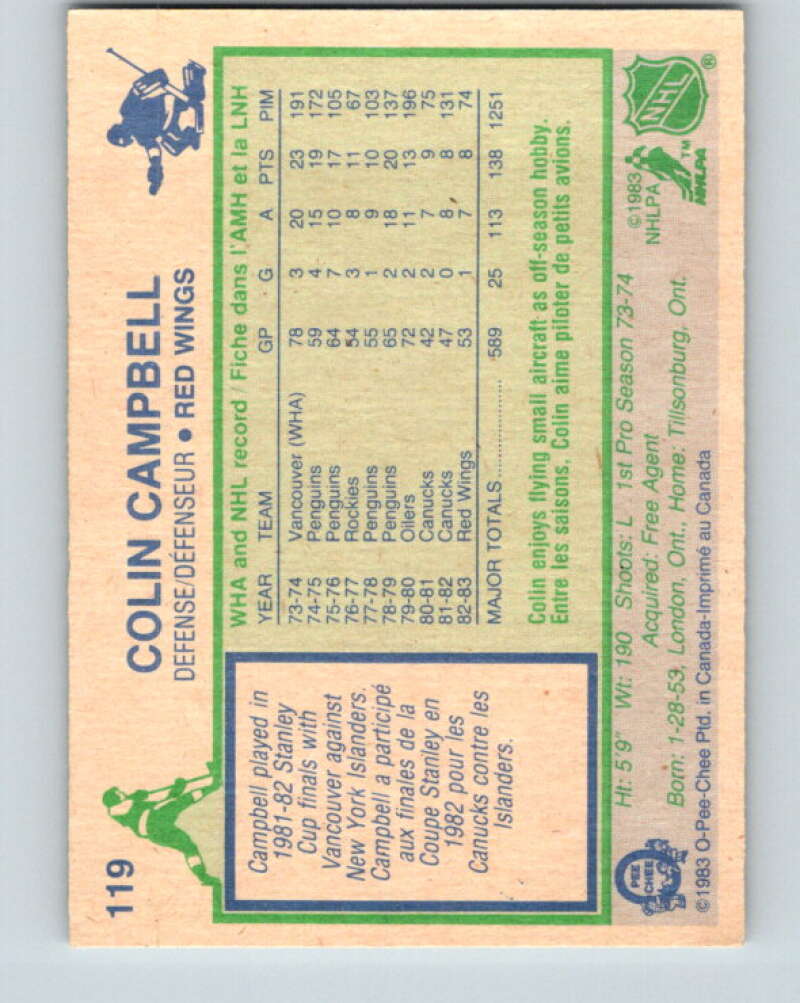 119
COLIN CAMPBELL
DEFENSE/DÉFENSEUR • RED WINGS
Campbell played in
1981-82 Stanley
Cup finals with
Vancouver against
New York Islanders.
Campbell a participé
aux finales de la
Coupe Stanley en
1982 pour les
Canucks contre les
Islanders.
WHA and NHL record / Fiche dans l'AMH et la LNH
YEAR TEAM GP G A PTS PIM
73-74 Vancouver (WHA) 78 3 20 23 191
74-75 Penguins 59 4 15 19 172
75-76 Penguins 64 7 10 17 105
76-77 Rockies 54 3 8 11 67
77-78 Penguins 55 1 9 10 103
78-79 Penguins 65 2 18 20 137
79-80 Oilers 72 2 11 13 196
80-81 Canucks 42 2 7 9 75
81-82 Canucks 47 0 8 8 131
82-83 Red Wings 53 1 7 8 74
MAJOR TOTALS .................. 589 25 113 138 1251
Colin enjoys flying small aircraft as off-season hobby.
Entre les saisons, Colin aime piloter de petits avions.
Ht: 5'9" Wt: 190 Shoots: L 1st Pro Season 73-74
Acquired: Free Agent
Born: 1-28-53, London, Ont., Home: Tillsonburg, Ont.
©1983 O-Pee-Chee Ptd. in Canada-Imprimé au Canada
O PEE CHEE
©1983
NHLPA
NHLPA ™
NHL ®